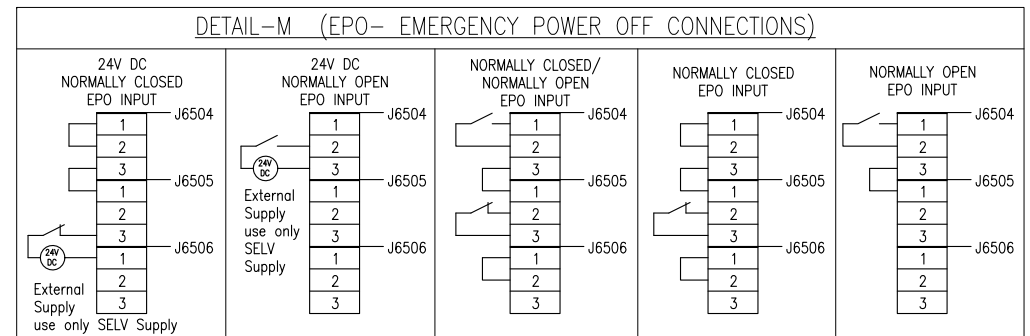 DETAIL-M (EPO- EMERGENCY POWER OFF CONNECTIONS)
24V DC
NORMALLY CLOSED
EPO INPUT
J6504
1
2
3
J6505
1
2
3
J6506
1
2
3
24V
DC
External
Supply
use only SELV Supply
24V DC
NORMALLY OPEN
EPO INPUT
J6504
1
2
3
J6505
1
2
3
J6506
1
2
3
24V
DC
External
Supply
use only
SELV
Supply
NORMALLY CLOSED/
NORMALLY OPEN
EPO INPUT
J6504
1
2
3
J6505
1
2
3
J6506
1
2
3
NORMALLY CLOSED
EPO INPUT
J6504
1
2
3
J6505
1
2
3
J6506
1
2
3
NORMALLY OPEN
EPO INPUT
J6504
1
2
3
J6505
1
2
3
J6506
1
2
3